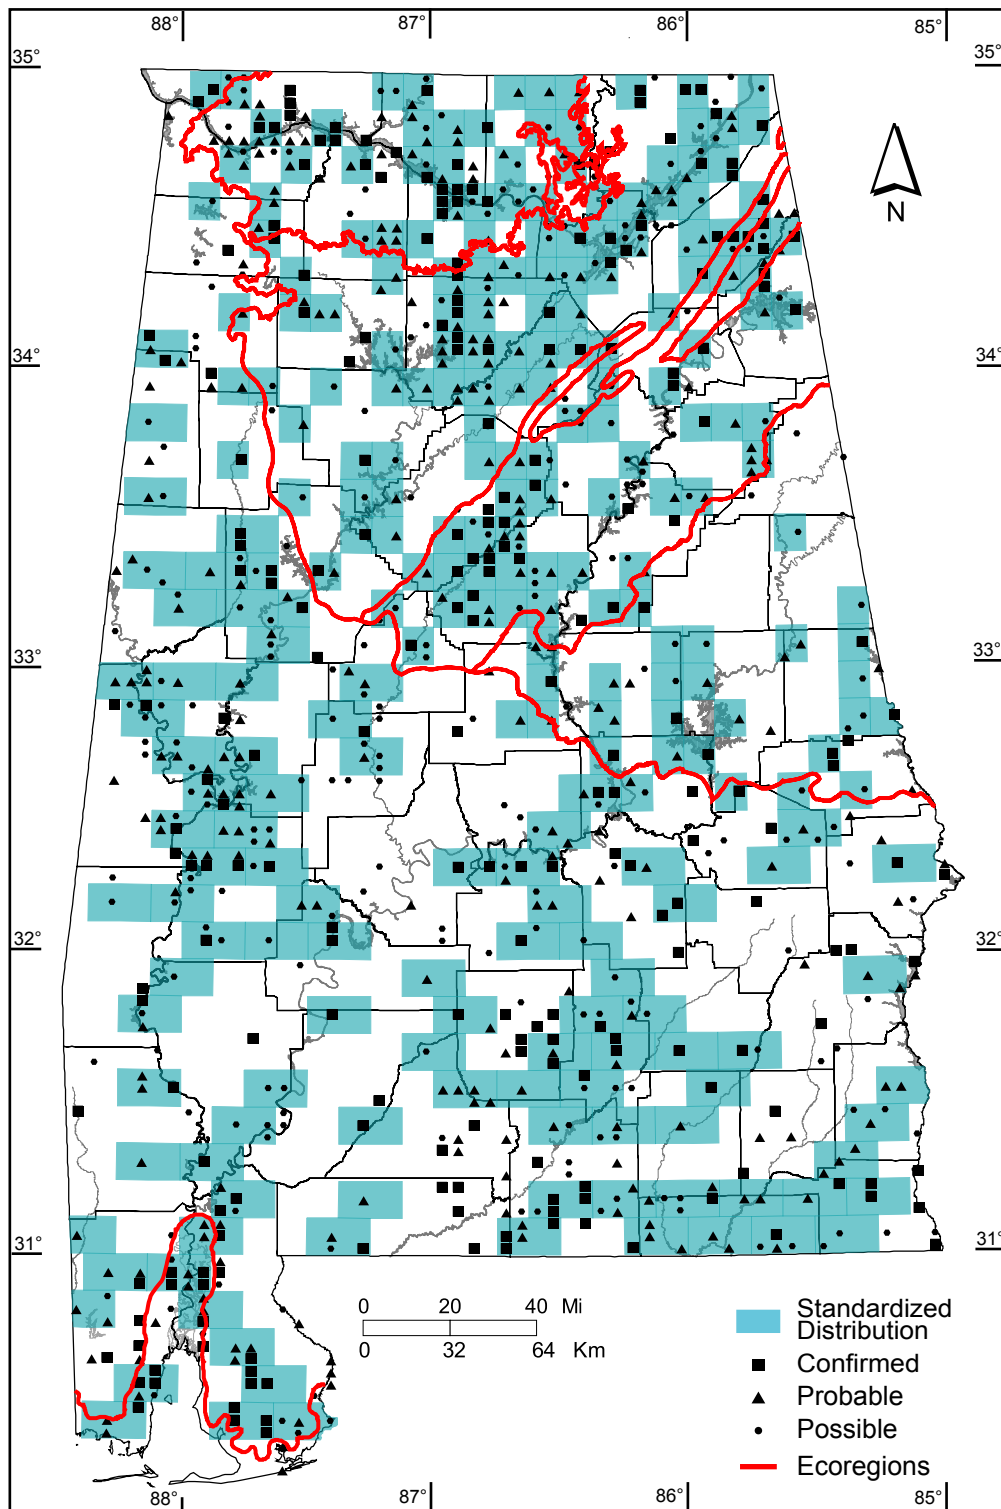 88° 87° 86° 85°
35° 35°
N
34° 34°
33° 33°
32° 32°
31° 31°
0 20 40 Mi
0 32 64 Km
Standardized
Distribution
Confirmed
Probable
Possible
Ecoregions
88° 87° 86° 85°